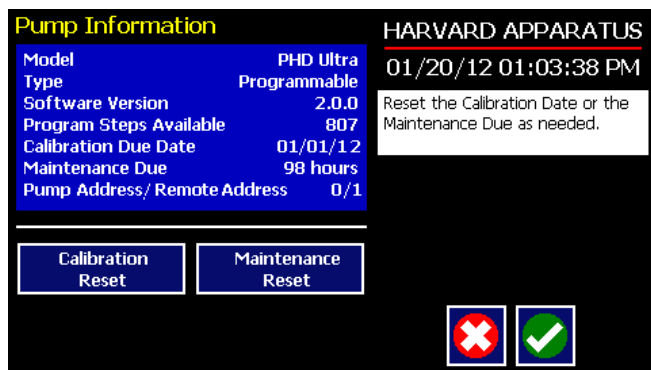 Pump Information
Model PHD Ultra
Type Programmable
Software Version 2.0.0
Program Steps Available 807
Calibration Due Date 01/01/12
Maintenance Due 98 hours
Pump Address/Remote Address 0/1
Calibration
Reset
Maintenance
Reset
HARVARD APPARATUS
01/20/12 01:03:38 PM
Reset the Calibration Date or the
Maintenance Due as needed.